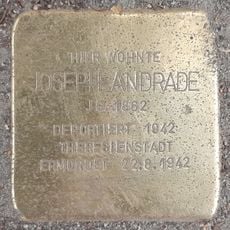 HIER WOHNTE
JOSEPH ANDRADE
JG. 1862
DEPORTIERT 1942
THERESIENSTADT
ERMORDET 22.8.1942